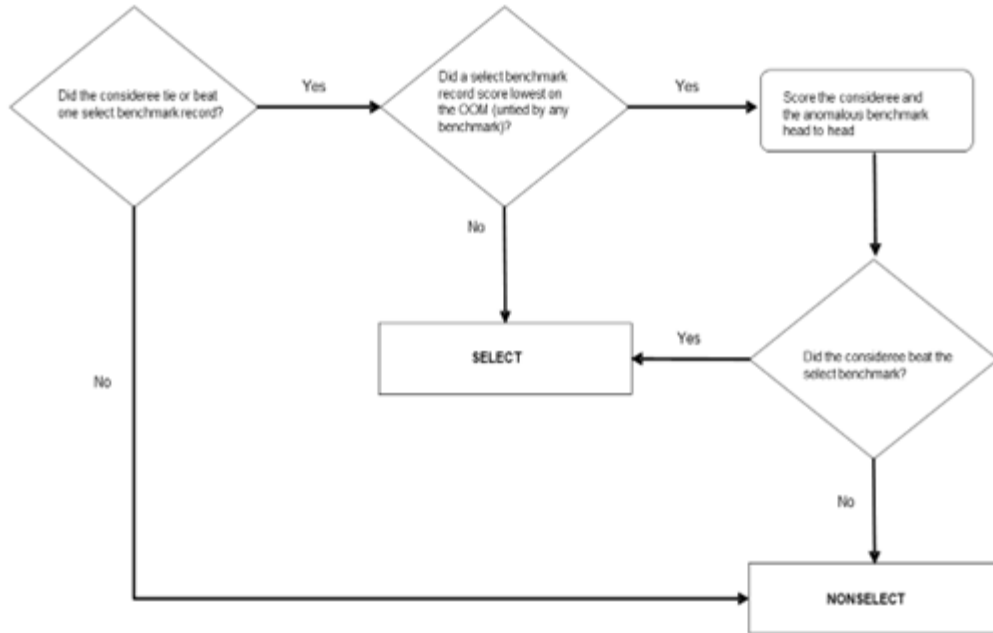 Did the consideree tie or beat
one select benchmark record?
Yes
Did a select benchmark
record score lowest on
the OOM (untied by any
benchmark)?
Yes
Score the consideree and
the anomalous benchmark
head to head
No
SELECT
Yes
Did the consideree beat the
select benchmark?
No
No
NONSELECT